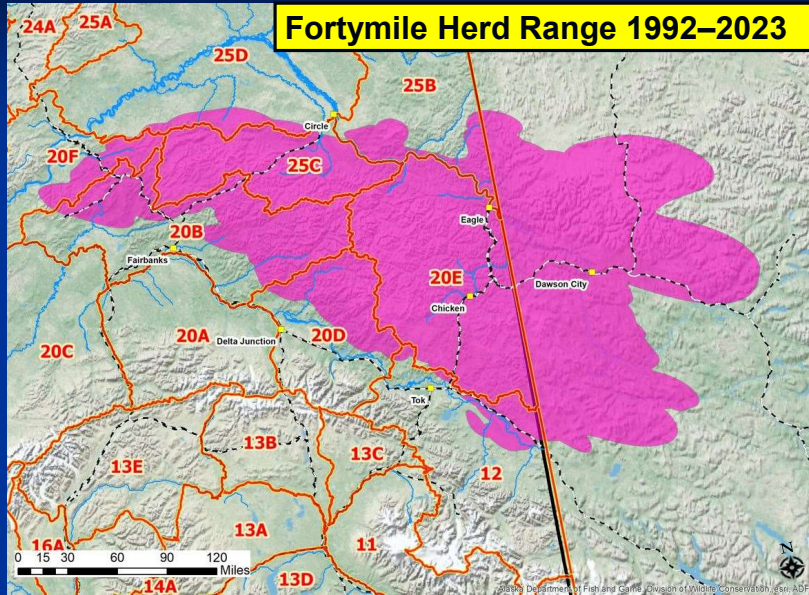 Fortymile Herd Range 1992–2023
24A
25A
25D
25B
Circle
20F
25C
20B
Eagle
Fairbanks
20E
Dawson City
Chicken
20C
20A
Delta Junction
20D
Tok
13B
13E
13C
12
13A
11
16A
14A
13D
0 15 30 60 90 120
Miles
Alaska Department of Fish and Game, Division of Wildlife Conservation, esri, ADF